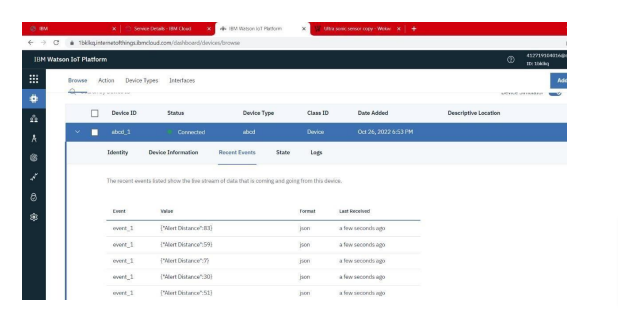 IBM
Service Details - IBM Cloud
IBM Watson IoT Platform
Ultra sonic sensor copy - Wokwi
1bklkq.internetofthings.ibmcloud.com/dashboard/devices/browse
IBM Watson IoT Platform
412719104016@
ID: 1bklkq
Browse Action Device Types Interfaces
Add
Device ID Status Device Type Class ID Date Added Descriptive Location
abcd_1 Connected abcd Device Oct 26, 2022 6:53 PM
Identity Device Information Recent Events State Logs
The recent events listed show the live stream of data that is coming and going from this device.
Event Value Format Last Received
event_1 {"Alert Distance":83} json a few seconds ago
event_1 {"Alert Distance":59} json a few seconds ago
event_1 {"Alert Distance":7} json a few seconds ago
event_1 {"Alert Distance":30} json a few seconds ago
event_1 {"Alert Distance":51} json a few seconds ago